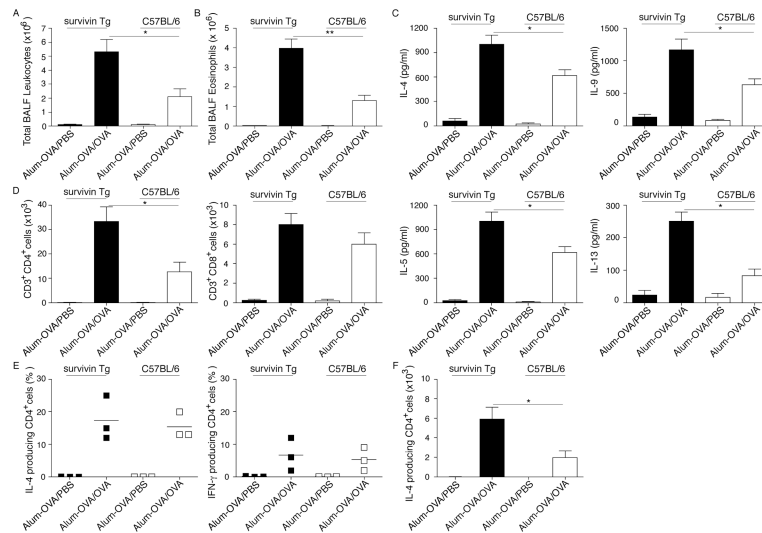 A
survivin Tg
C57BL/6
Total BALF Leukocytes (x10⁶)
8
7
6
5
4
3
2
1
0
*
Alum-OVA/PBS
Alum-OVA/OVA
Alum-OVA/PBS
Alum-OVA/OVA
B
survivin Tg
C57BL/6
Total BALF Eosinophils (x 10⁶)
5
4
3
2
1
0
**
Alum-OVA/PBS
Alum-OVA/OVA
Alum-OVA/PBS
Alum-OVA/OVA
C
survivin Tg
C57BL/6
IL-4
(pg/ml)
1200
900
600
300
0
*
Alum-OVA/PBS
Alum-OVA/OVA
Alum-OVA/PBS
Alum-OVA/OVA
survivin Tg
C57BL/6
IL-9
(pg/ml)
1500
1000
500
0
*
Alum-OVA/PBS
Alum-OVA/OVA
Alum-OVA/PBS
Alum-OVA/OVA
D
survivin Tg
C57BL/6
CD3⁺CD4⁺cells (x10³)
40
30
20
10
0
*
Alum-OVA/PBS
Alum-OVA/OVA
Alum-OVA/PBS
Alum-OVA/OVA
survivin Tg
C57BL/6
CD3⁺CD8⁺cells (x10³)
10
8
6
4
2
0
Alum-OVA/PBS
Alum-OVA/OVA
Alum-OVA/PBS
Alum-OVA/OVA
survivin Tg
C57BL/6
IL-5
(pg/ml)
1200
900
600
300
0
*
Alum-OVA/PBS
Alum-OVA/OVA
Alum-OVA/PBS
Alum-OVA/OVA
survivin Tg
C57BL/6
IL-13
(pg/ml)
300
200
100
0
*
Alum-OVA/PBS
Alum-OVA/OVA
Alum-OVA/PBS
Alum-OVA/OVA
E
survivin Tg
C57BL/6
IL-4 producing CD4⁺cels (%)
30
20
10
0
Alum-OVA/PBS
Alum-OVA/OVA
Alum-OVA/PBS
Alum-OVA/OVA
survivin Tg
C57BL/6
IFN-γ producing CD4⁺cels (%)
30
20
10
0
Alum-OVA/PBS
Alum-OVA/OVA
Alum-OVA/PBS
Alum-OVA/OVA
F
survivin Tg
C57BL/6
IL-4 producing CD4⁺cels (x10³)
8
6
4
2
0
*
Alum-OVA/PBS
Alum-OVA/OVA
Alum-OVA/PBS
Alum-OVA/OVA